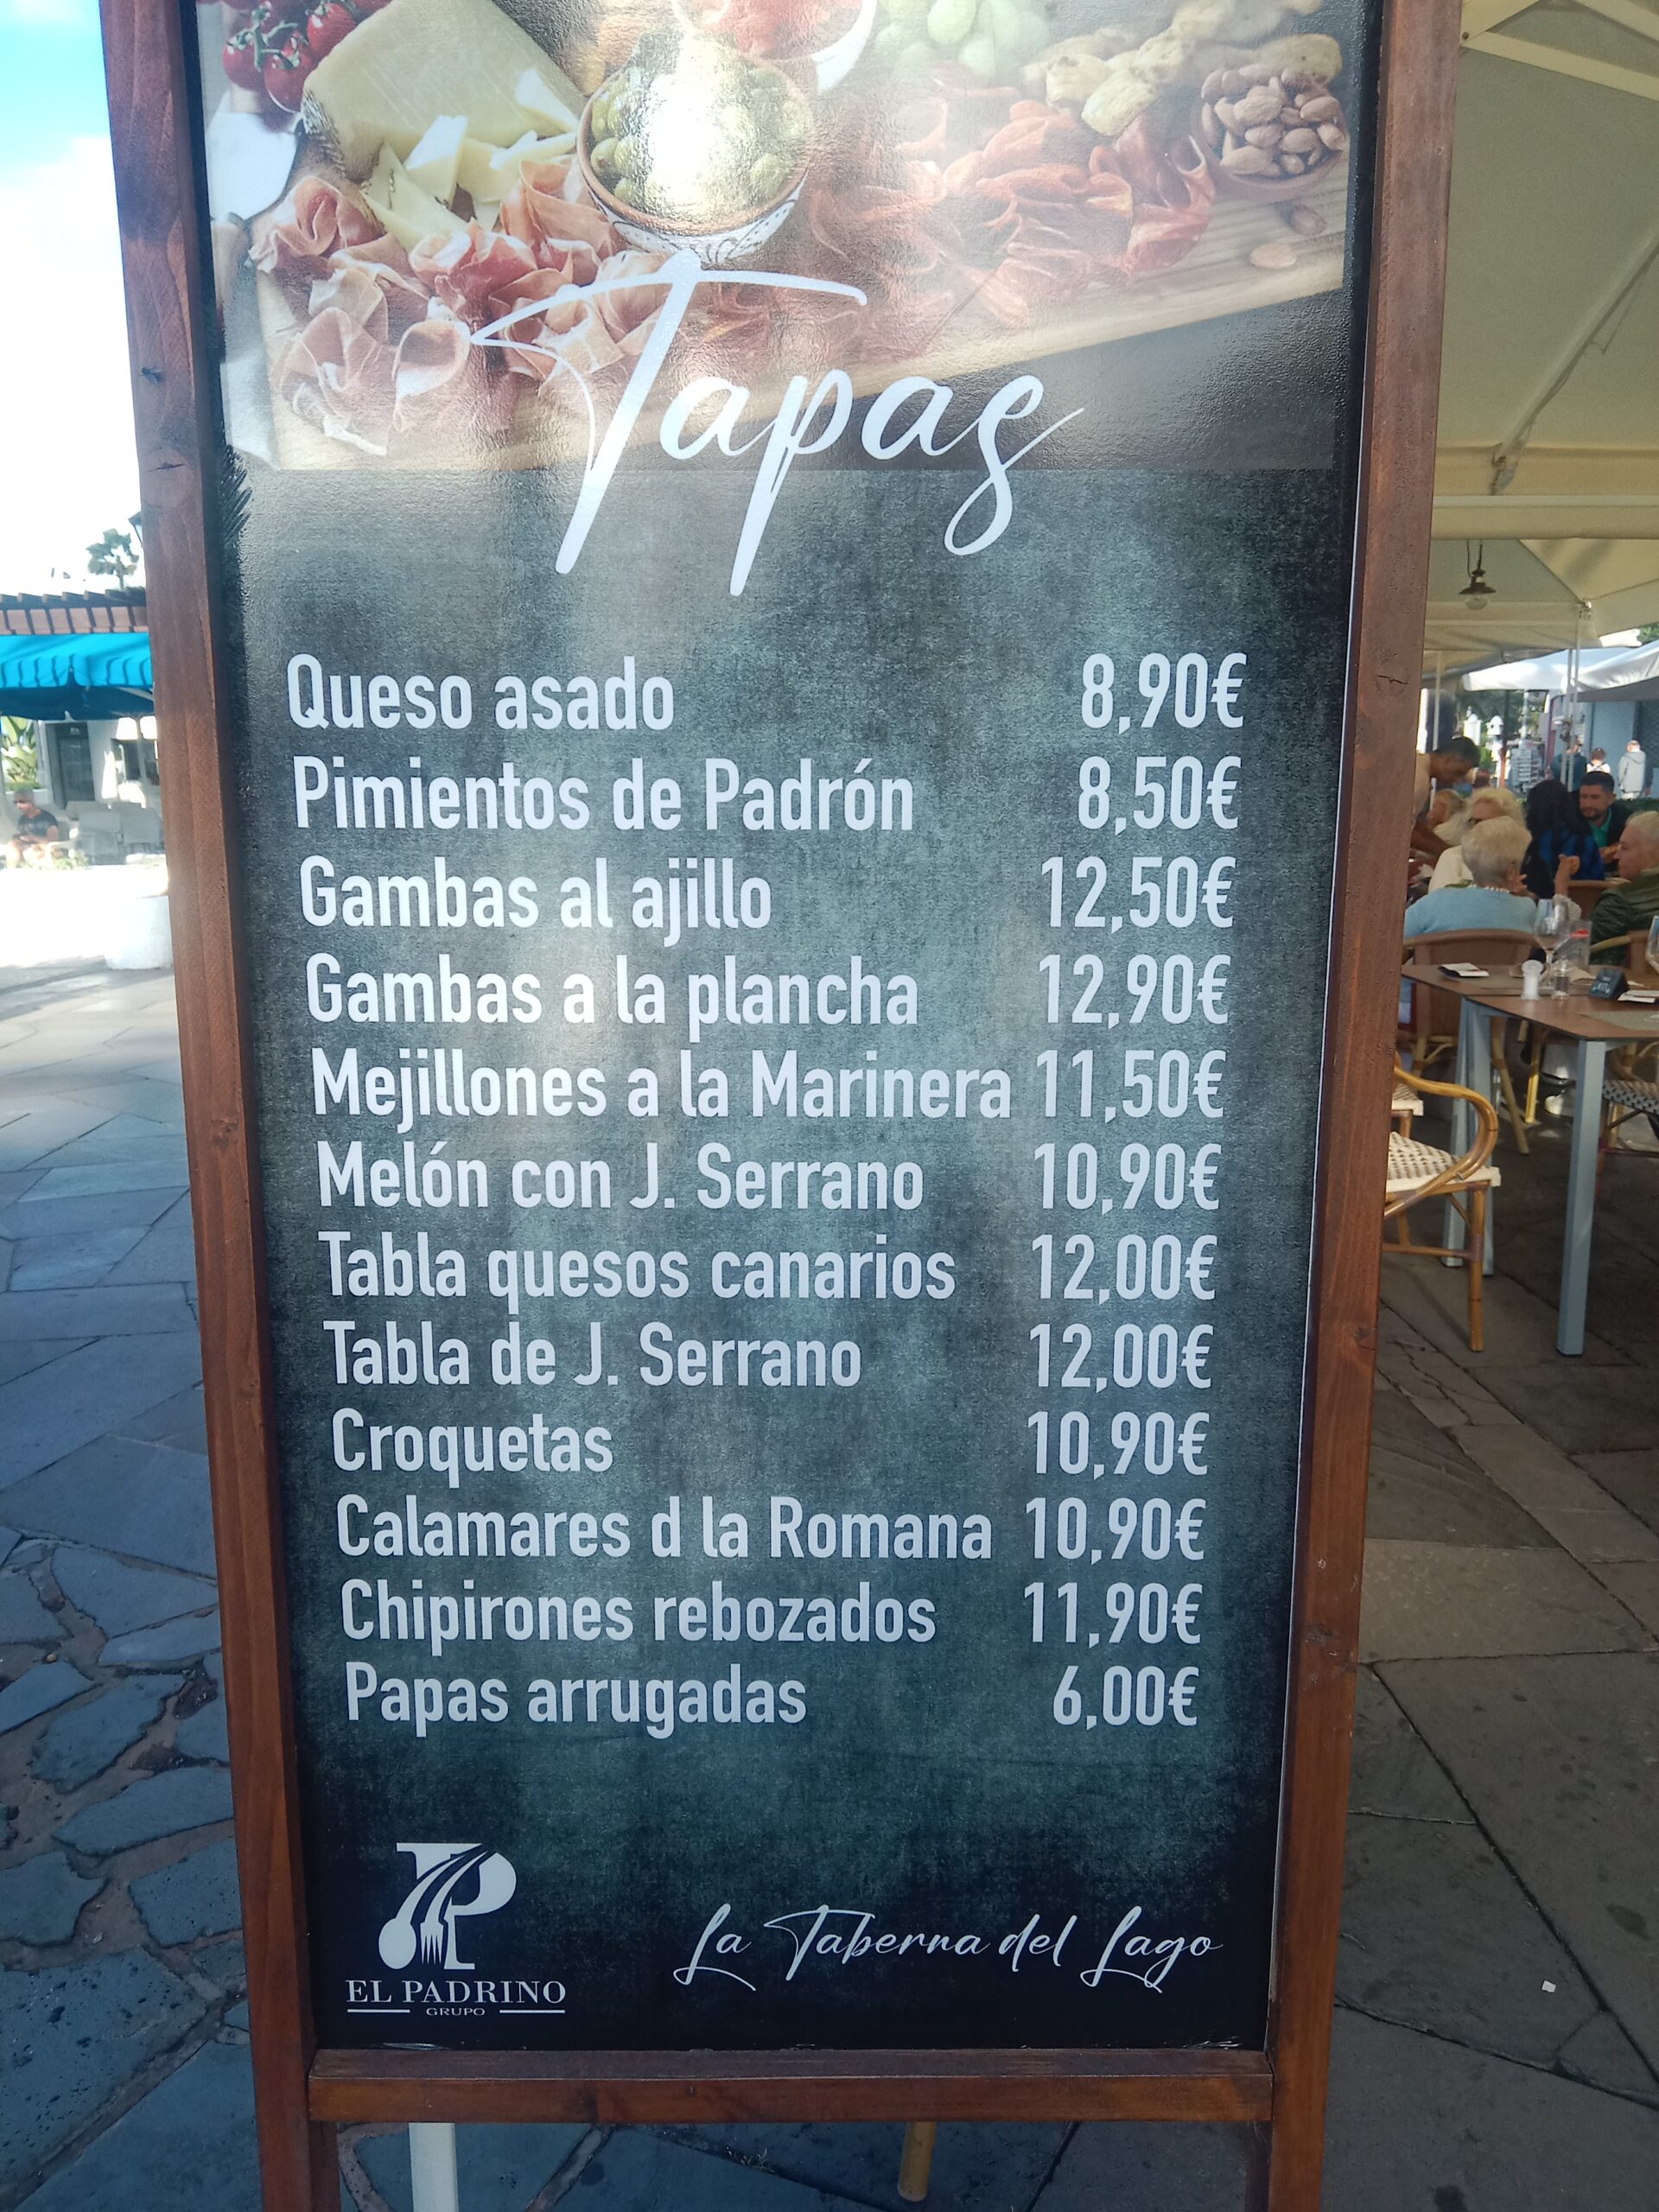 Tapas
Queso asado 8,90€
Pimientos de Padrón 8,50€
Gambas al ajillo 12,50€
Gambas a la plancha 12,90€
Mejillones a la Marinera 11,50€
Melón con J. Serrano 10,90€
Tabla quesos canarios 12,00€
Tabla de J. Serrano 12,00€
Croquetas 10,90€
Calamares d la Romana 10,90€
Chipirones rebozados 11,90€
Papas arrugadas 6,00€
EL PADRINO
GRUPO
La Taberna del Lago